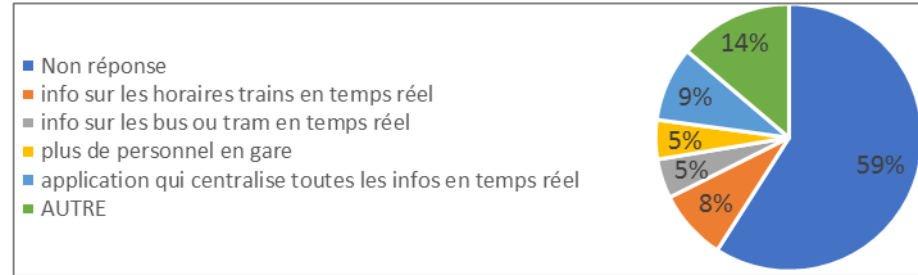 Non réponse
info sur les horaires trains en temps réel
info sur les bus ou tram en temps réel
plus de personnel en gare
application qui centralise toutes les infos en temps réel
AUTRE
14%
9%
5%
5%
8%
59%